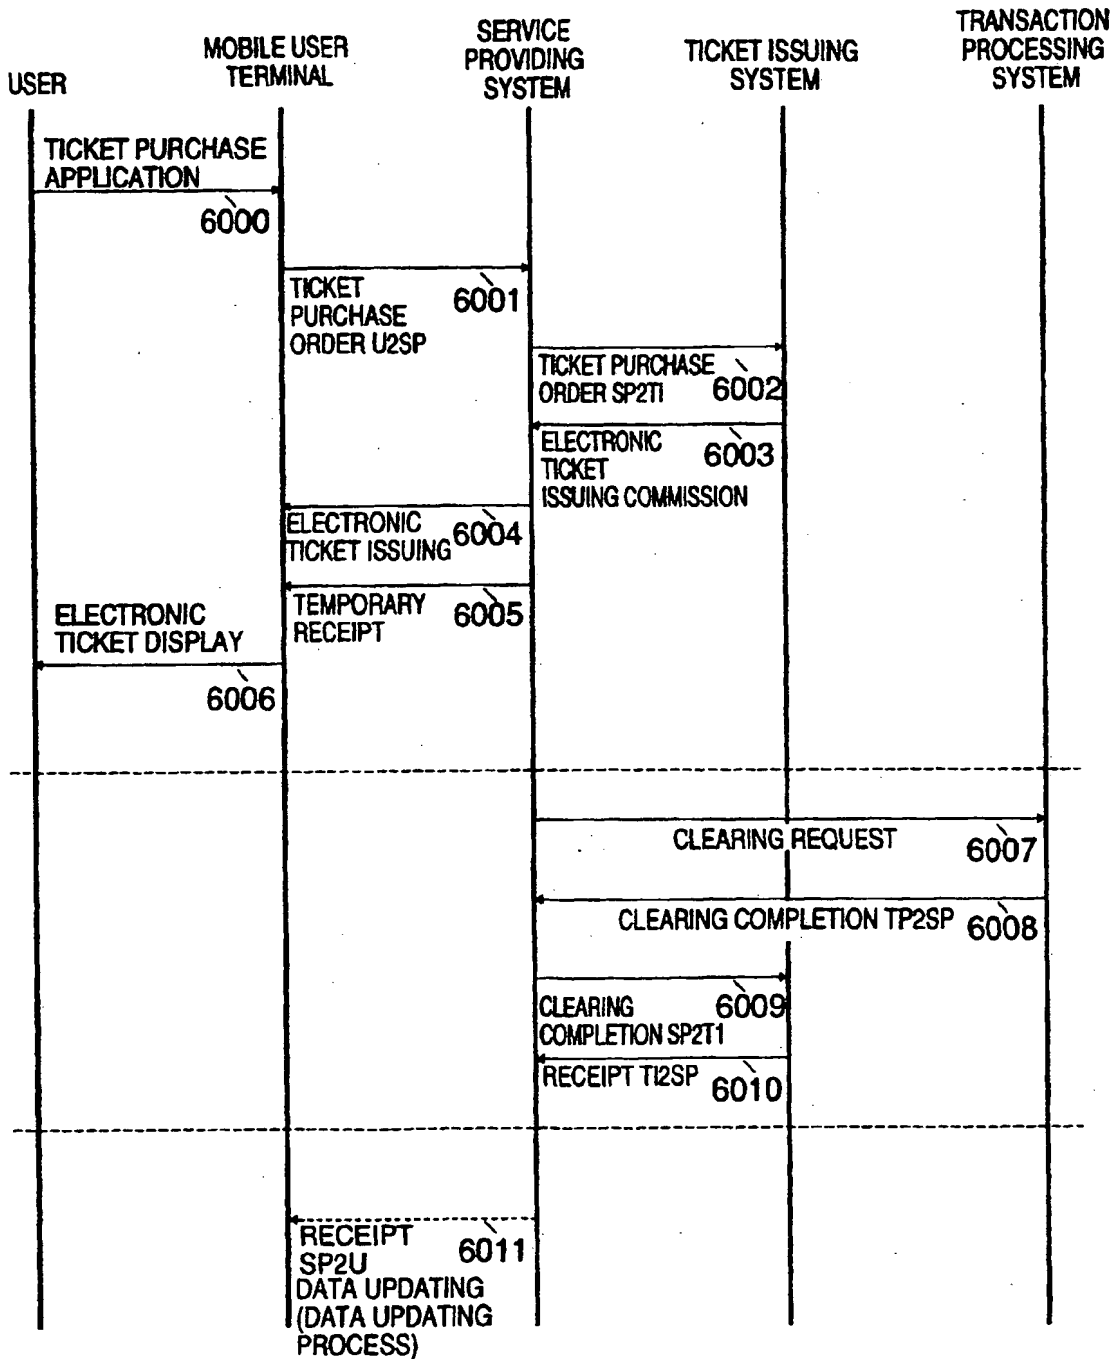 USER
MOBILE USER
TERMINAL
SERVICE
PROVIDING
SYSTEM
TICKET ISSUING
SYSTEM
TRANSACTION
PROCESSING
SYSTEM
TICKET PURCHASE
APPLICATION
6000
TICKET
PURCHASE
ORDER U2SP
6001
TICKET PURCHASE
ORDER SP2TI
6002
ELECTRONIC
TICKET
ISSUING COMMISSION
6003
ELECTRONIC
TICKET ISSUING
6004
TEMPORARY
RECEIPT
6005
ELECTRONIC
TICKET DISPLAY
6006
CLEARING REQUEST
6007
CLEARING COMPLETION TP2SP
6008
CLEARING
COMPLETION SP2T1
6009
RECEIPT TI2SP
6010
RECEIPT
SP2U
DATA UPDATING
(DATA UPDATING
PROCESS)
6011